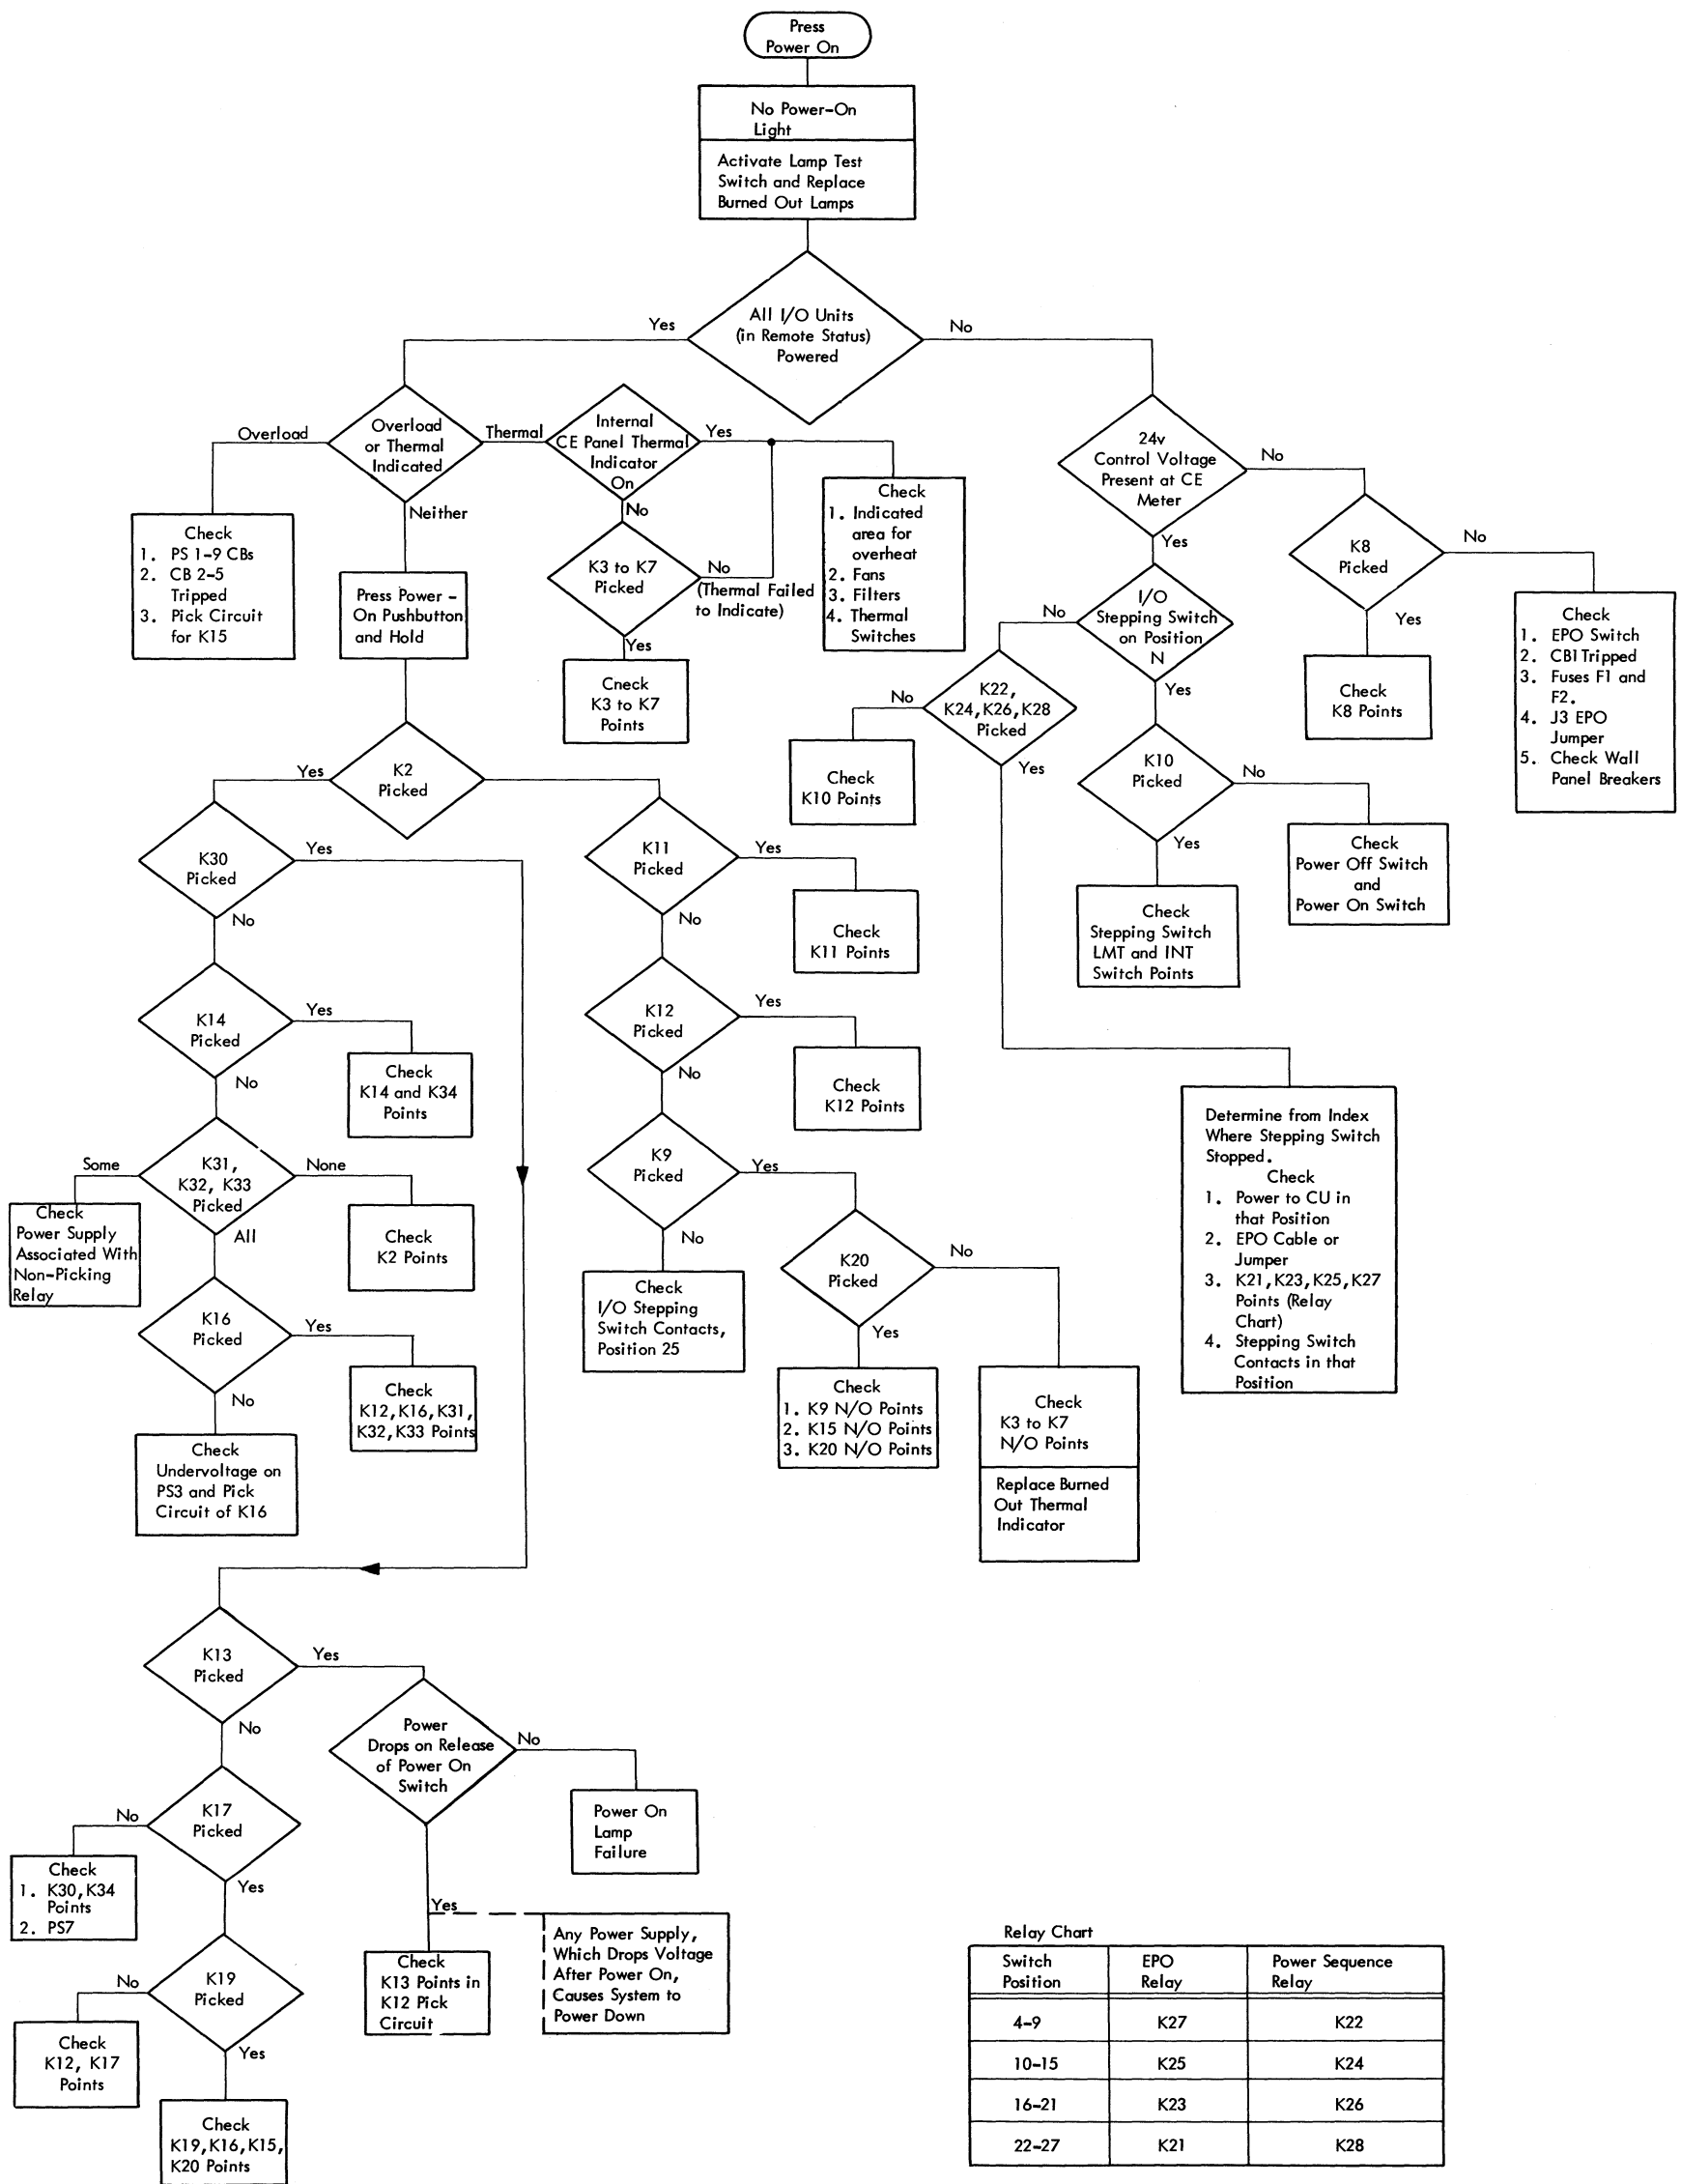 Press
Power On
No Power-On
Light
Activate Lamp Test
Switch and Replace
Burned Out Lamps
All I/O Units
(in Remote Status)
Powered
Yes
No
Overload
or Thermal
Indicated
Overload
Thermal
Neither
Internal
CE Panel Thermal
Indicator
On
Yes
No
Check
1. PS 1-9 CBs
2. CB 2-5
Tripped
3. Pick Circuit
for K15
Press Power -
On Pushbutton
and Hold
K3 to K7
Picked
No
(Thermal Failed
to Indicate)
Yes
Cneck
K3 to K7
Points
Check
1. Indicated
area for
overheat
2. Fans
3. Filters
4. Thermal
Switches
24v
Control Voltage
Present at CE
Meter
No
Yes
K8
Picked
No
Yes
Check
K8 Points
Check
1. EPO Switch
2. CB1 Tripped
3. Fuses F1 and
F2.
4. J3 EPO
Jumper
5. Check Wall
Panel Breakers
I/O
Stepping Switch
on Position
N
No
Yes
K22,
K24, K26, K28
Picked
No
Yes
Check
K10 Points
K10
Picked
No
Yes
Check
Power Off Switch
and
Power On Switch
Check
Stepping Switch
LMT and INT
Switch Points
Determine from Index
Where Stepping Switch
Stopped.
Check
1. Power to CU in
that Position
2. EPO Cable or
Jumper
3. K21, K23, K25, K27
Points (Relay
Chart)
4. Stepping Switch
Contacts in that
Position
K2
Picked
Yes
K30
Picked
Yes
No
K14
Picked
Yes
No
Check
K14 and K34
Points
K31,
K32, K33
Picked
Some
None
All
Check
Power Supply
Associated With
Non-Picking
Relay
Check
K2 Points
K16
Picked
Yes
No
Check
K12, K16, K31,
K32, K33 Points
Check
Undervoltage on
PS3 and Pick
Circuit of K16
K11
Picked
Yes
No
Check
K11 Points
K12
Picked
Yes
No
Check
K12 Points
K9
Picked
Yes
No
Check
I/O Stepping
Switch Contacts,
Position 25
K20
Picked
No
Yes
Check
1. K9 N/O Points
2. K15 N/O Points
3. K20 N/O Points
Check
K3 to K7
N/O Points
Replace Burned
Out Thermal
Indicator
K13
Picked
Yes
No
Power
Drops on Release
of Power On
Switch
No
Yes
Power On
Lamp
Failure
K17
Picked
No
Yes
Check
1. K30, K34
Points
2. PS7
Check
K13 Points in
K12 Pick
Circuit
Any Power Supply,
Which Drops Voltage
After Power On,
Causes System to
Power Down
K19
Picked
No
Yes
Check
K12, K17
Points
Check
K19, K16, K15,
K20 Points
Relay Chart
Switch Position EPO Relay Power Sequence Relay
4-9 K27 K22
10-15 K25 K24
16-21 K23 K26
22-27 K21 K28